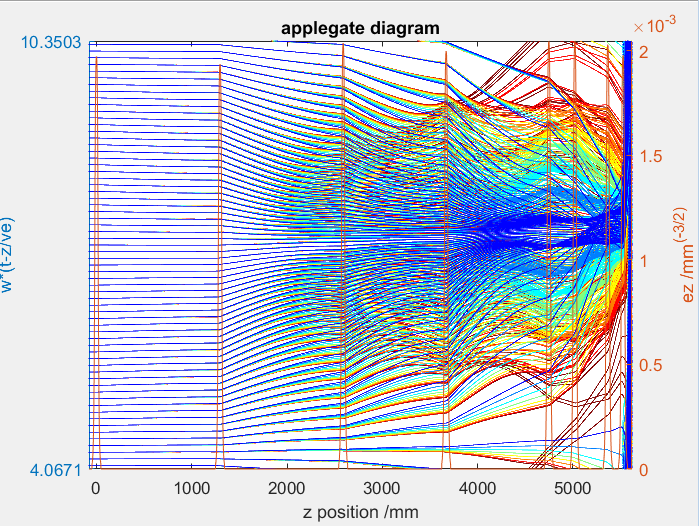 applegate diagram
×10⁻³
10.3503
4.0671
w*(t-z/ve)
2
1.5
1
0.5
0
ez /mm(-3/2)
0 1000 2000 3000 4000 5000
z position /mm